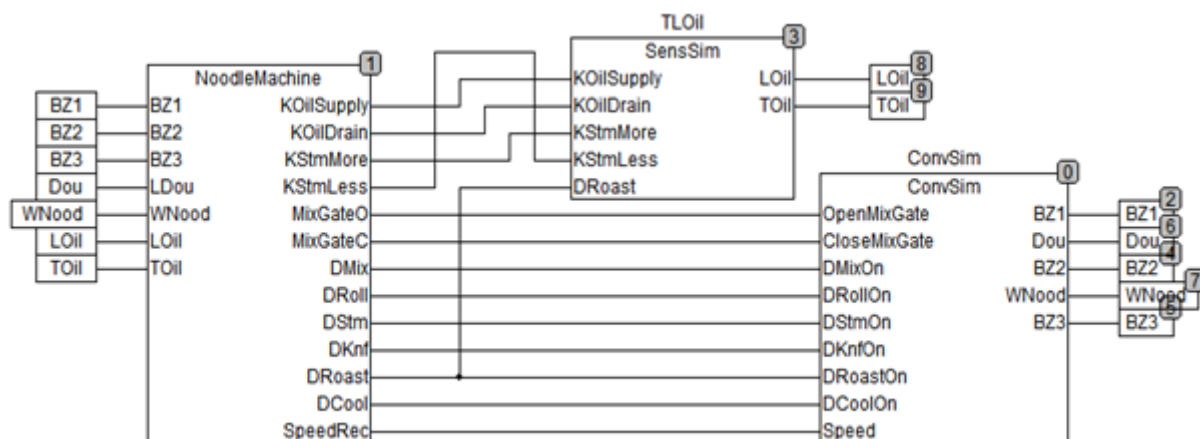 TLOil
3
SensSim
KOilSupply LOil
KOilDrain TOil
KStmMore
KStmLess
DRoast
8
LOil
9
TOil
1
NoodleMachine
BZ1 BZ1 KOilSupply
BZ2 BZ2 KOilDrain
BZ3 BZ3 KStmMore
Dou LDou KStmLess
WNood WNood MixGateO
LOil LOil MixGateC
TOil TOil DMix
DRoll
DStm
DKnf
DRoast
DCool
SpeedRec
ConvSim
0
ConvSim
OpenMixGate BZ1
CloseMixGate Dou
DMixOn BZ2
DRollOn WNood
DStmOn BZ3
DKnfOn
DRoastOn
DCoolOn
Speed
2
BZ1
6
Dou
4
BZ2
7
WNood
5
BZ3